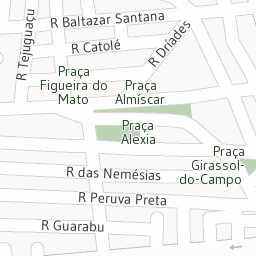 R Baltazar Santana
R Tejuguaçu
R Catolé
R Dríades
Praça
Figueira do
Mato
Praça
Almíscar
Praça
Aléxia
Praça
Girassol-
do-Campo
R das Nemésias
R Peruva Preta
R Guarabu